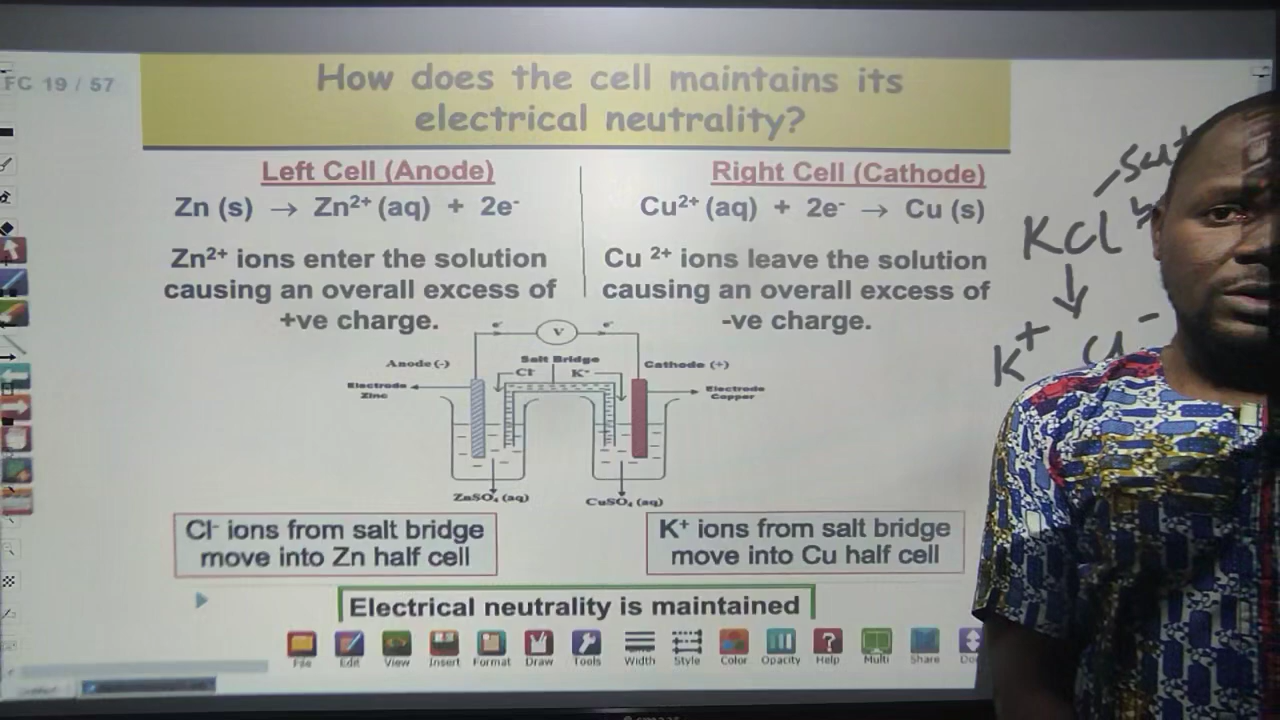 FC 19 / 57
How does the cell maintains its
electrical neutrality?
Left Cell (Anode)
Zn (s) → Zn²⁺ (aq) + 2e⁻
Zn²⁺ ions enter the solution
causing an overall excess of
+ve charge.
Right Cell (Cathode)
Cu²⁺ (aq) + 2e⁻ → Cu (s)
Cu ²⁺ ions leave the solution
causing an overall excess of
-ve charge.
KCl
K⁺ Cl⁻
e⁻ V e⁻
Anode (-) Salt Bridge Cathode (+)
Cl⁻ K⁺
Electrode
Zinc
Electrode
Copper
ZnSO₄ (aq) CuSO₄ (aq)
Cl⁻ ions from salt bridge
move into Zn half cell
K⁺ ions from salt bridge
move into Cu half cell
Electrical neutrality is maintained
File Edit View Insert Format Draw Tools Width Style Color Opacity Help Multi Share